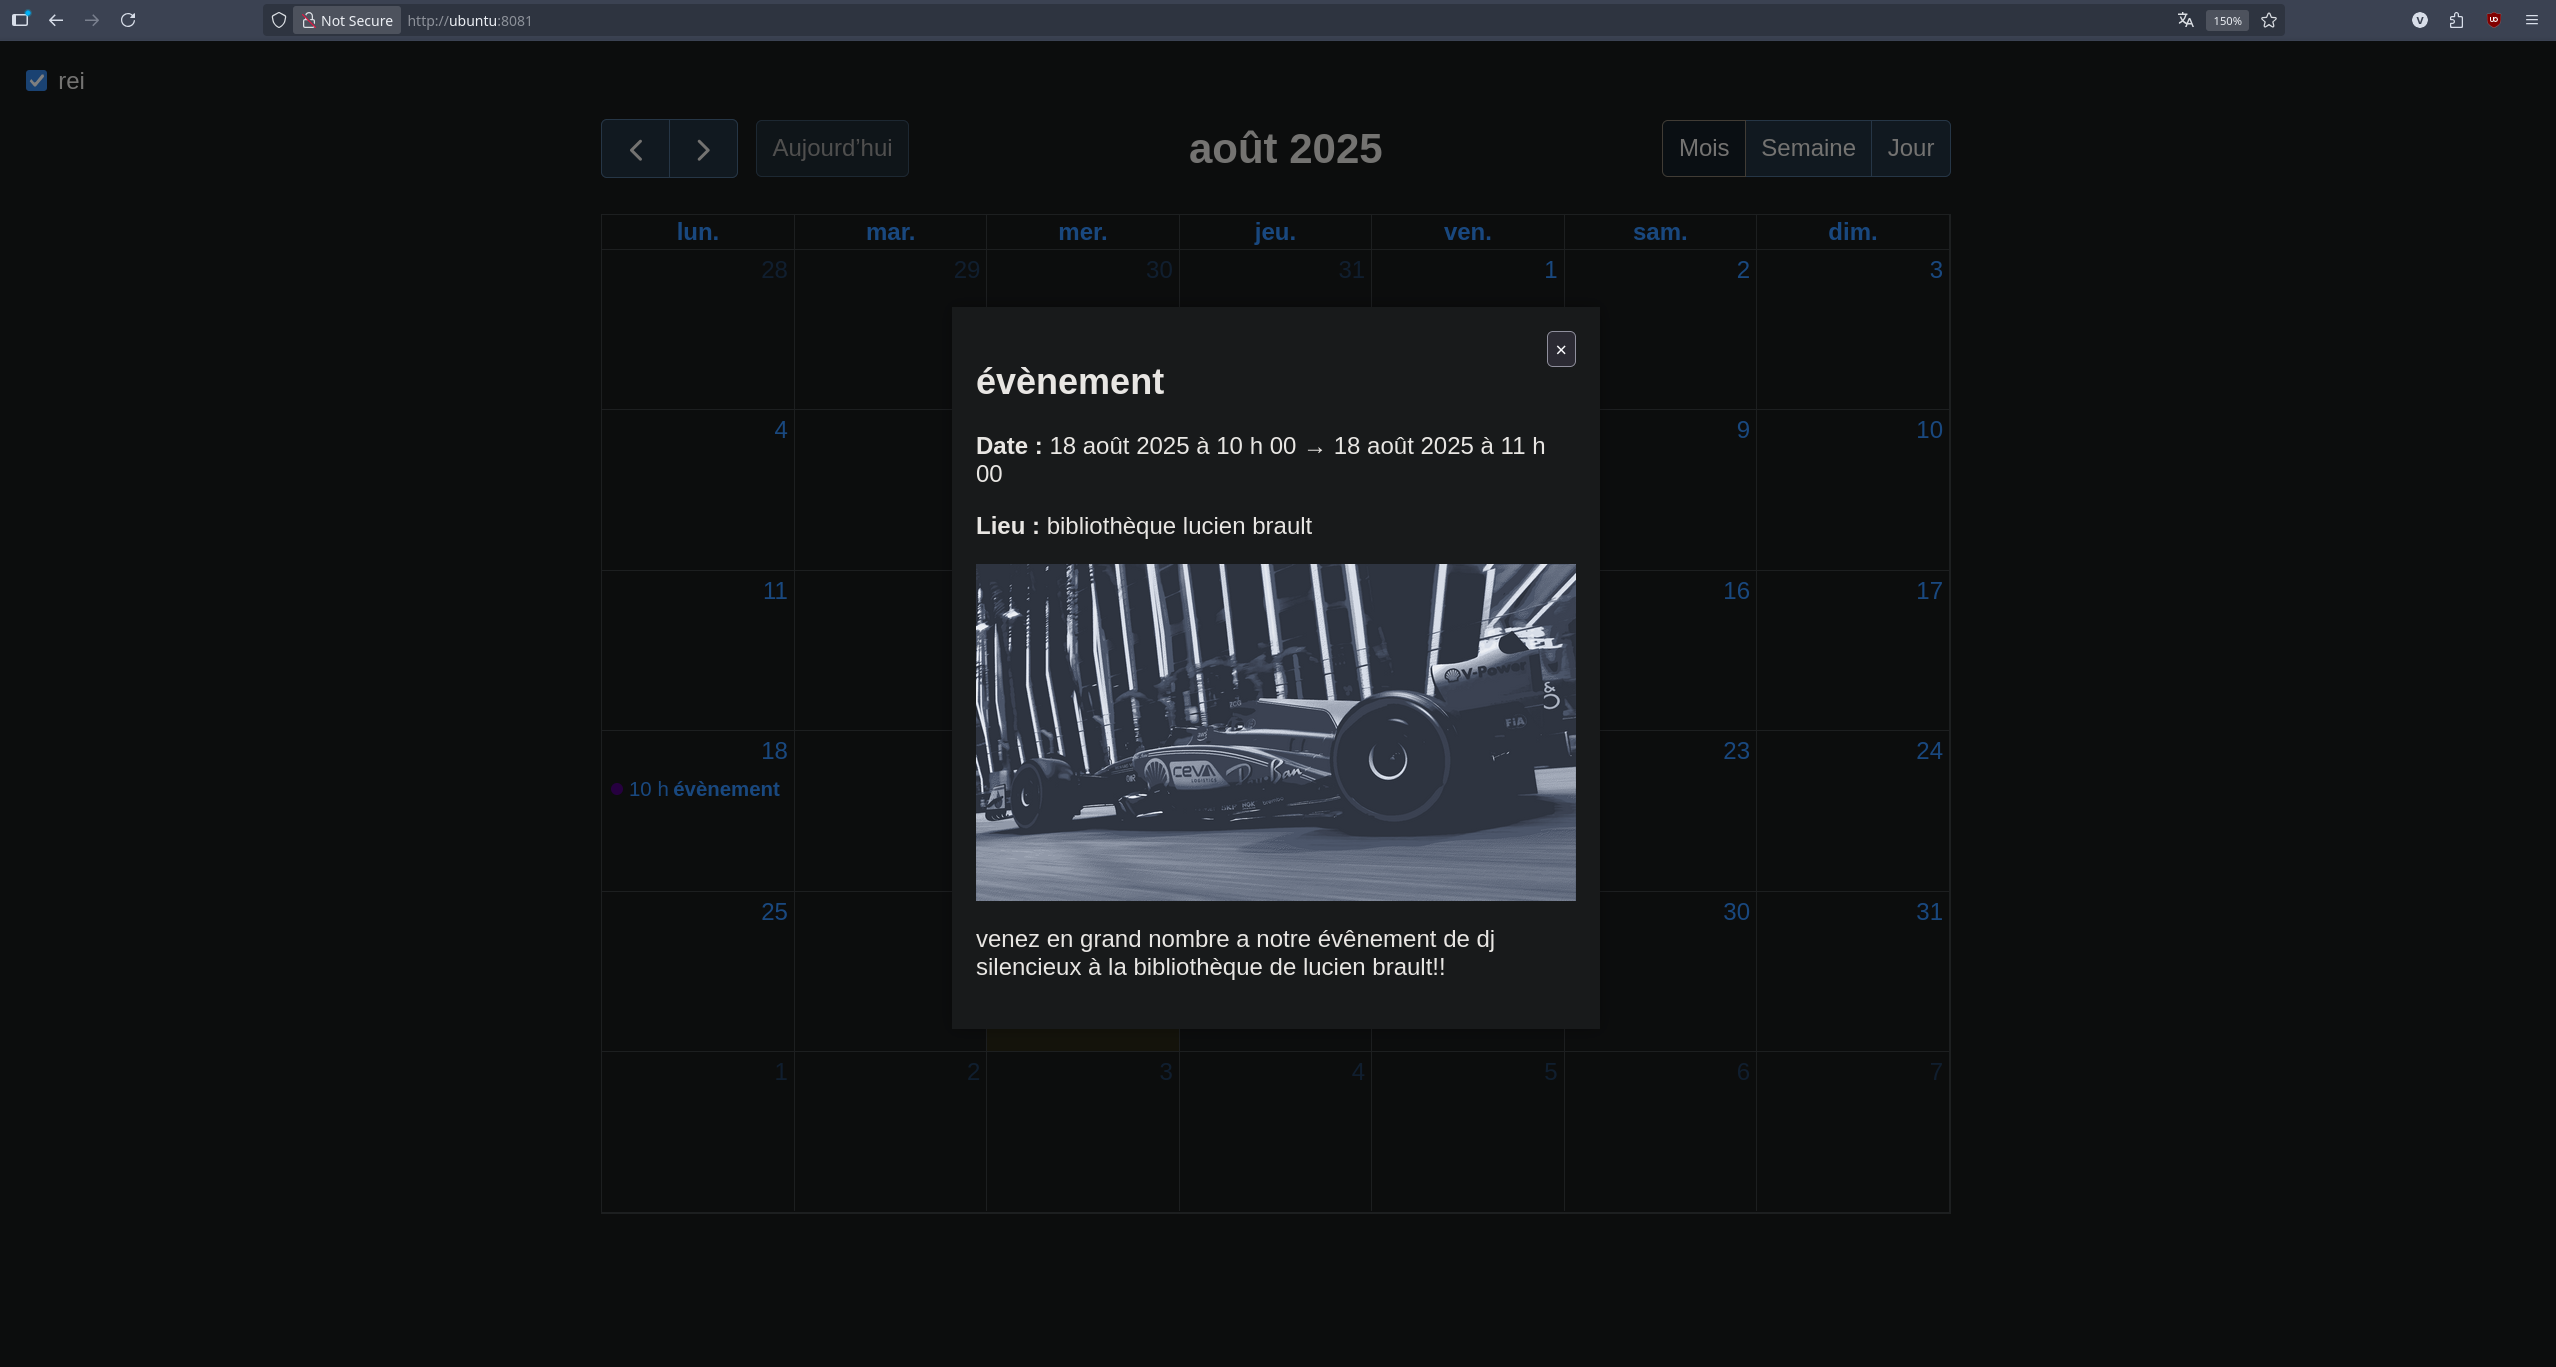 Not Secure http://ubuntu:8081 150%
rei
Aujourd’hui août 2025 Mois Semaine Jour
lun. mar. mer. jeu. ven. sam. dim.
28 29 30 31 1 2 3
×
évènement
4 9 10
Date : 18 août 2025 à 10 h 00 → 18 août 2025 à 11 h
00
Lieu : bibliothèque lucien brault
11 16 17
V-Power
FIA
18 23 24
CEVA
LOGISTICS
Ray-Ban
10 h évènement
25 30 31
venez en grand nombre a notre évênement de dj
silencieux à la bibliothèque de lucien brault!!
1 2 3 4 5 6 7